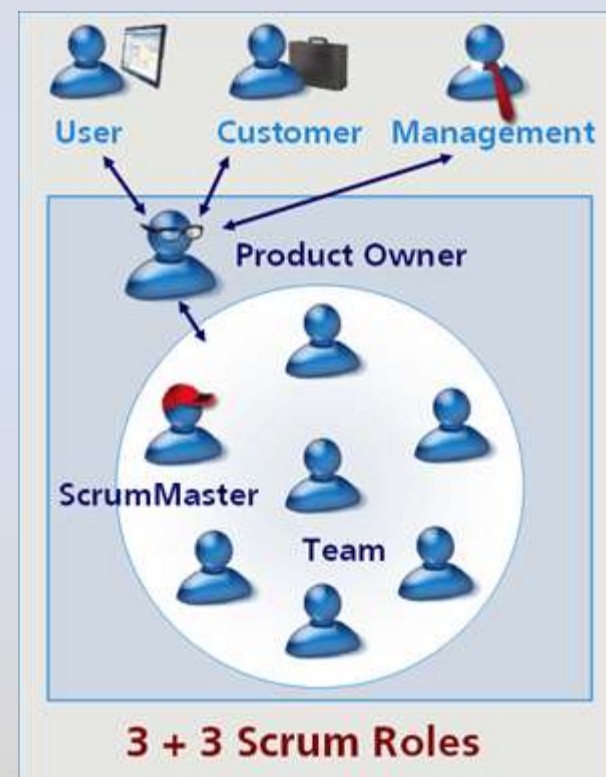 User Customer Management
Product Owner
ScrumMaster
Team
3 + 3 Scrum Roles